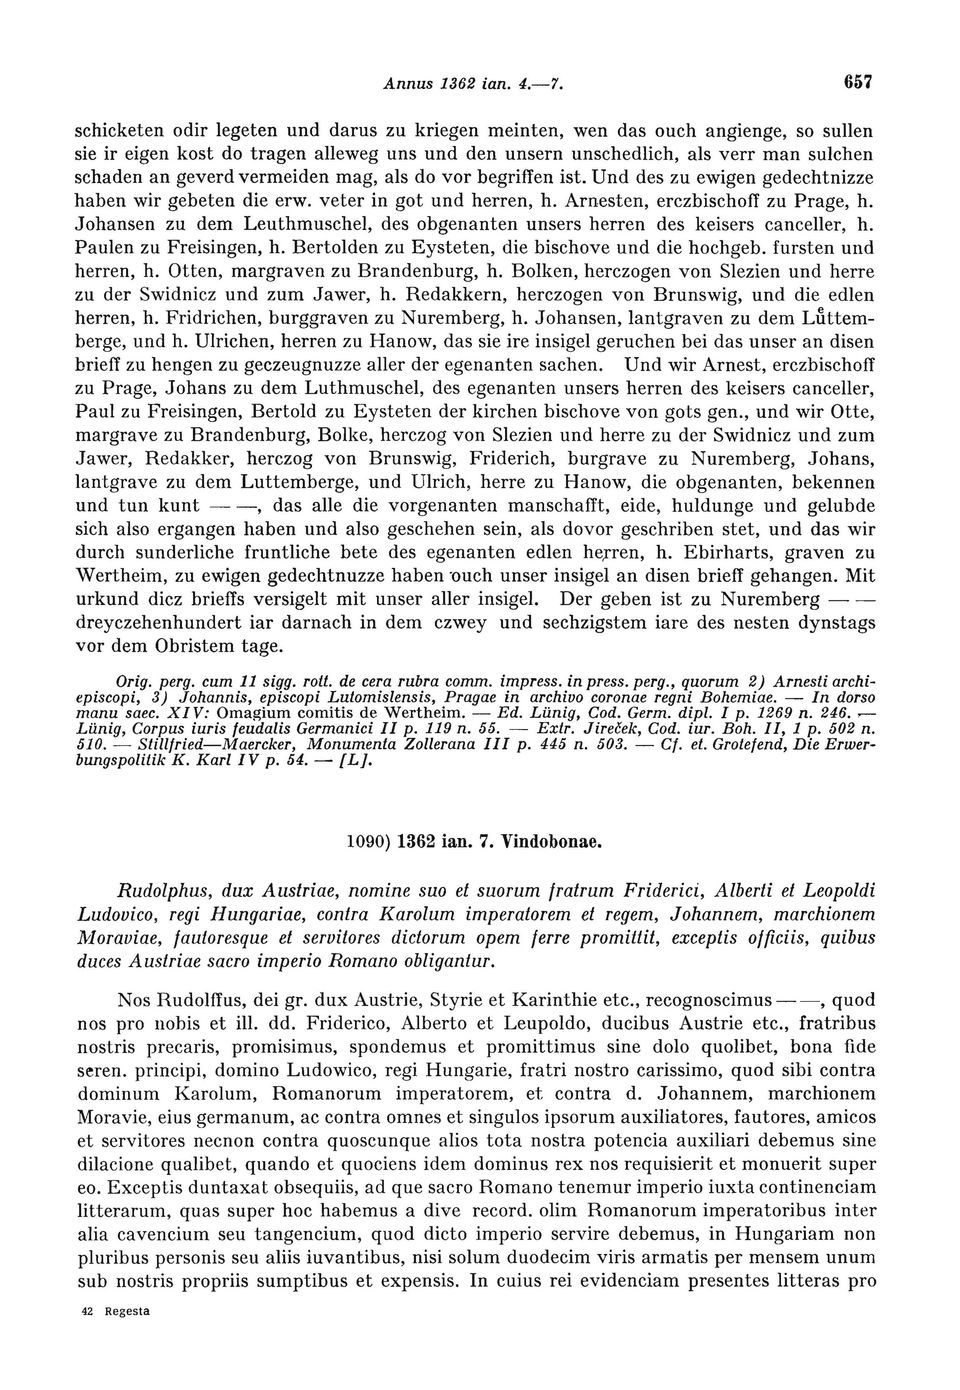 Annus 1362 ian. 4.—7. 657
schicketen odir legeten und darus zu kriegen meinten, wen das ouch angienge, so sullen
sie ir eigen kost do tragen alleweg uns und den unsern unschedlich, als verr man sulchen
schaden an geverd vermeiden mag, als do vor begriffen ist. Und des zu ewigen gedechtnizze
haben wir gebeten die erw. veter in got und herren, h. Arnesten, erczbischoff zu Prage, h.
Johansen zu dem Leuthmuschel, des obgenanten unsers herren des keisers canceller, h.
Paulen zu Freisingen, h. Bertolden zu Eysteten, die bischove und die hochgeb. fursten und
herren, h. Otten, margraven zu Brandenburg, h. Bolken, herczogen von Slezien und herre
zu der Swidnicz und zum Jawer, h. Redakkern, herczogen von Brunswig, und die edlen
herren, h. Fridrichen, burggraven zu Nuremberg, h. Johansen, lantgraven zu dem Luͤttem-
berge, und h. Ulrichen, herren zu Hanow, das sie ire insigel geruchen bei das unser an disen
brieff zu hengen zu geczeugnuzze aller der egenanten sachen. Und wir Arnest, erczbischoff
zu Prage, Johans zu dem Luthmuschel, des egenanten unsers herren des keisers canceller,
Paul zu Freisingen, Bertold zu Eysteten der kirchen bischove von gots gen., und wir Otte,
margrave zu Brandenburg, Bolke, herczog von Slezien und herre zu der Swidnicz und zum
Jawer, Redakker, herczog von Brunswig, Friderich, burgrave zu Nuremberg, Johans,
lantgrave zu dem Luttemberge, und Ulrich, herre zu Hanow, die obgenanten, bekennen
und tun kunt — —, das alle die vorgenanten manschafft, eide, huldunge und gelubde
sich also ergangen haben und also geschehen sein, als dovor geschriben stet, und das wir
durch sunderliche fruntliche bete des egenanten edlen herren, h. Ebirharts, graven zu
Wertheim, zu ewigen gedechtnuzze haben ouch unser insigel an disen brieff gehangen. Mit
urkund dicz brieffs versigelt mit unser aller insigel. Der geben ist zu Nuremberg — —
dreyczehenhundert iar darnach in dem czwey und sechzigstem iare des nesten dynstags
vor dem Obristem tage.
Orig. perg. cum 11 sigg. rott. de cera rubra comm. impress. in press. perg., quorum 2) Arnesti archi-
episcopi, 3) Johannis, episcopi Lutomislensis, Pragae in archivo coronae regni Bohemiae. — In dorso
manu saec. XIV: Omagium comitis de Wertheim. — Ed. Lünig, Cod. Germ. dipl. I p. 1269 n. 246. —
Lünig, Corpus iuris feudalis Germanici II p. 119 n. 55. — Extr. Jireček, Cod. iur. Boh. II, 1 p. 502 n.
510. — Stillfried—Maercker, Monumenta Zollerana III p. 445 n. 503. — Cf. et. Grotefend, Die Erwer-
bungspolitik K. Karl IV p. 54. — [L].
1090) 1362 ian. 7. Vindobonae.
Rudolphus, dux Austriae, nomine suo et suorum fratrum Friderici, Alberti et Leopoldi
Ludovico, regi Hungariae, contra Karolum imperatorem et regem, Johannem, marchionem
Moraviae, fautoresque et servitores dictorum opem ferre promittit, exceptis officiis, quibus
duces Austriae sacro imperio Romano obligantur.
Nos Rudolffus, dei gr. dux Austrie, Styrie et Karinthie etc., recognoscimus — —, quod
nos pro nobis et ill. dd. Friderico, Alberto et Leupoldo, ducibus Austrie etc., fratribus
nostris precaris, promisimus, spondemus et promittimus sine dolo quolibet, bona fide
seren. principi, domino Ludowico, regi Hungarie, fratri nostro carissimo, quod sibi contra
dominum Karolum, Romanorum imperatorem, et contra d. Johannem, marchionem
Moravie, eius germanum, ac contra omnes et singulos ipsorum auxiliatores, fautores, amicos
et servitores necnon contra quoscunque alios tota nostra potencia auxiliari debemus sine
dilacione qualibet, quando et quociens idem dominus rex nos requisierit et monuerit super
eo. Exceptis duntaxat obsequiis, ad que sacro Romano tenemur imperio iuxta continenciam
litterarum, quas super hoc habemus a dive record. olim Romanorum imperatoribus inter
alia cavencium seu tangencium, quod dicto imperio servire debemus, in Hungariam non
pluribus personis seu aliis iuvantibus, nisi solum duodecim viris armatis per mensem unum
sub nostris propriis sumptibus et expensis. In cuius rei evidenciam presentes litteras pro
42 Regesta